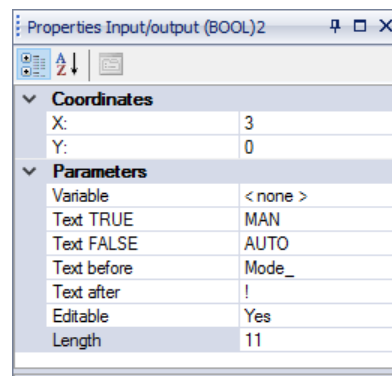 Properties Input/output (BOOL)2
Coordinates
X: 3
Y: 0
Parameters
Variable < none >
Text TRUE MAN
Text FALSE AUTO
Text before Mode_
Text after !
Editable Yes
Length 11